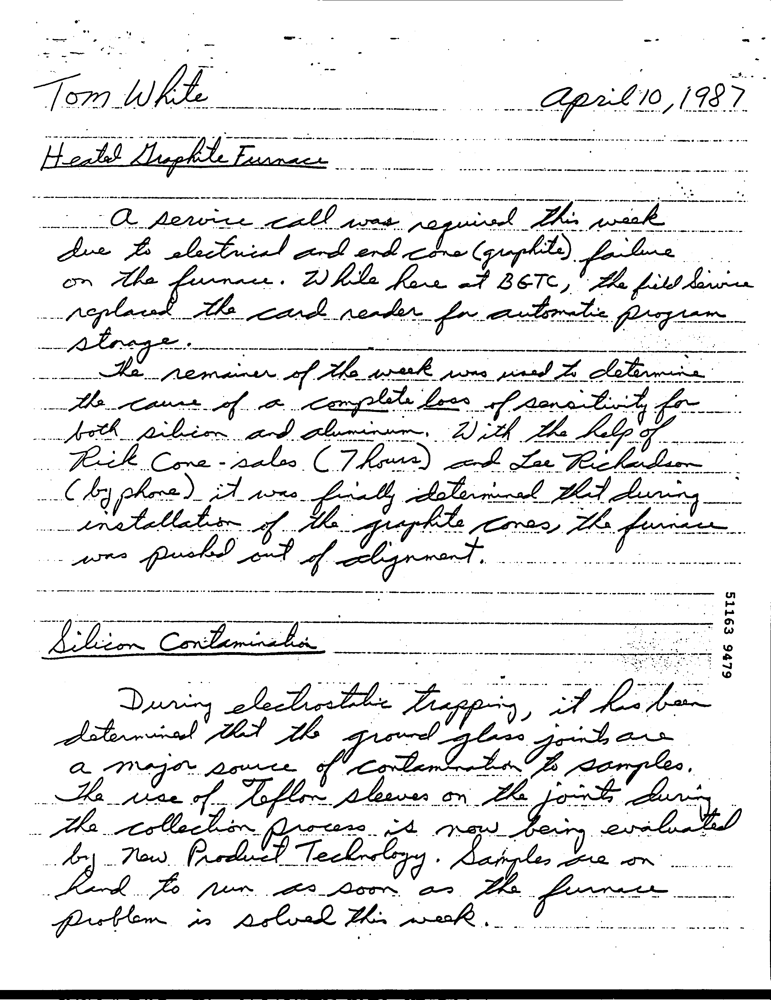 Tom White April 10, 1987
Heated Graphite Furnace
A service call was required this week
due to electrical and end cone (graphite) failure
on the furnace. While here at BGTC, the field service
replaced the card reader for automatic program
storage.
The remainer of the week was used to determine
the cause of a complete loss of sensitivity for
both silicon and aluminum. With the help of
Rick Cone - sales (7 hours) and Lee Richardson
(by phone) it was finally determined that during
installation of the graphite cones, the furnace
was pushed out of alignment.
51163 9479
Silicon Contamination
During electrostatic trapping, it has been
determined that the ground glass joints are
a major source of contamination to samples.
The use of Teflon sleeves on the joints during
the collection process is now being evaluated
by New Product Technology. Samples are on
hand to run as soon as the furnace
problem is solved this week.